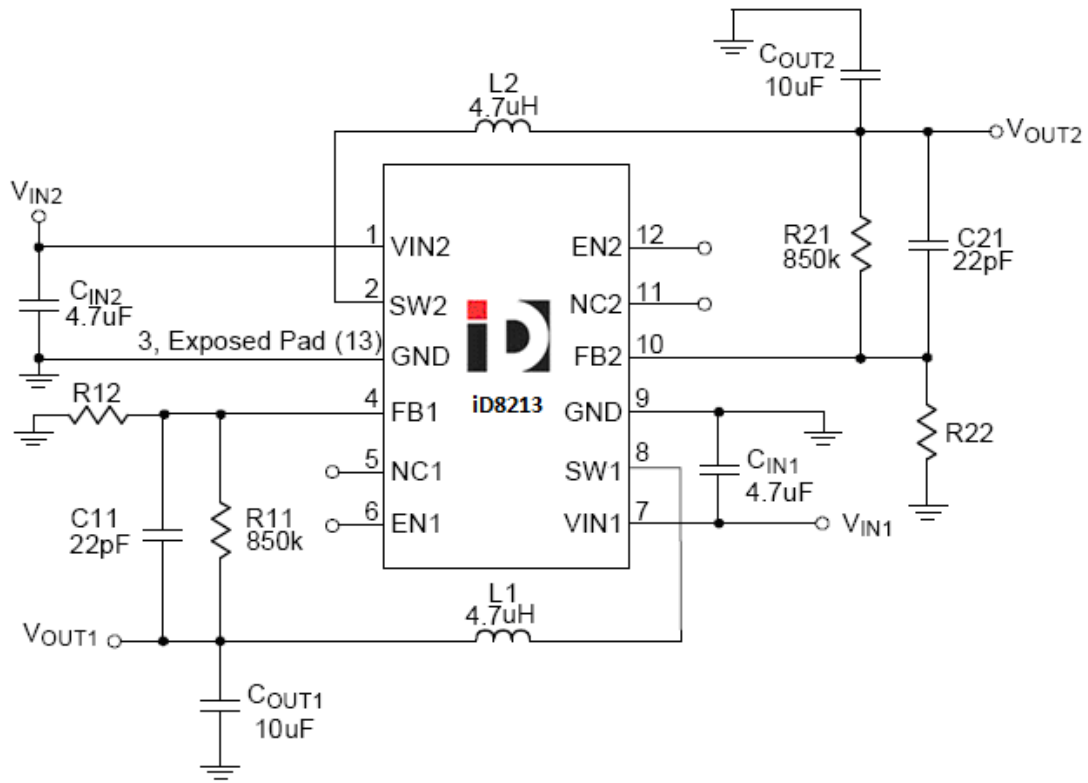 COUT2
10uF
L2
4.7uH
VOUT2
VIN2
1
VIN2
EN2
12
R21
850k
C21
22pF
CIN2
4.7uF
2
SW2
NC2
11
3, Exposed Pad (13)
GND
iD
FB2
10
R12
4
FB1
iD8213
GND
9
R22
5
NC1
SW1
8
CIN1
4.7uF
C11
22pF
R11
850k
6
EN1
VIN1
7
VIN1
L1
4.7uH
VOUT1
COUT1
10uF